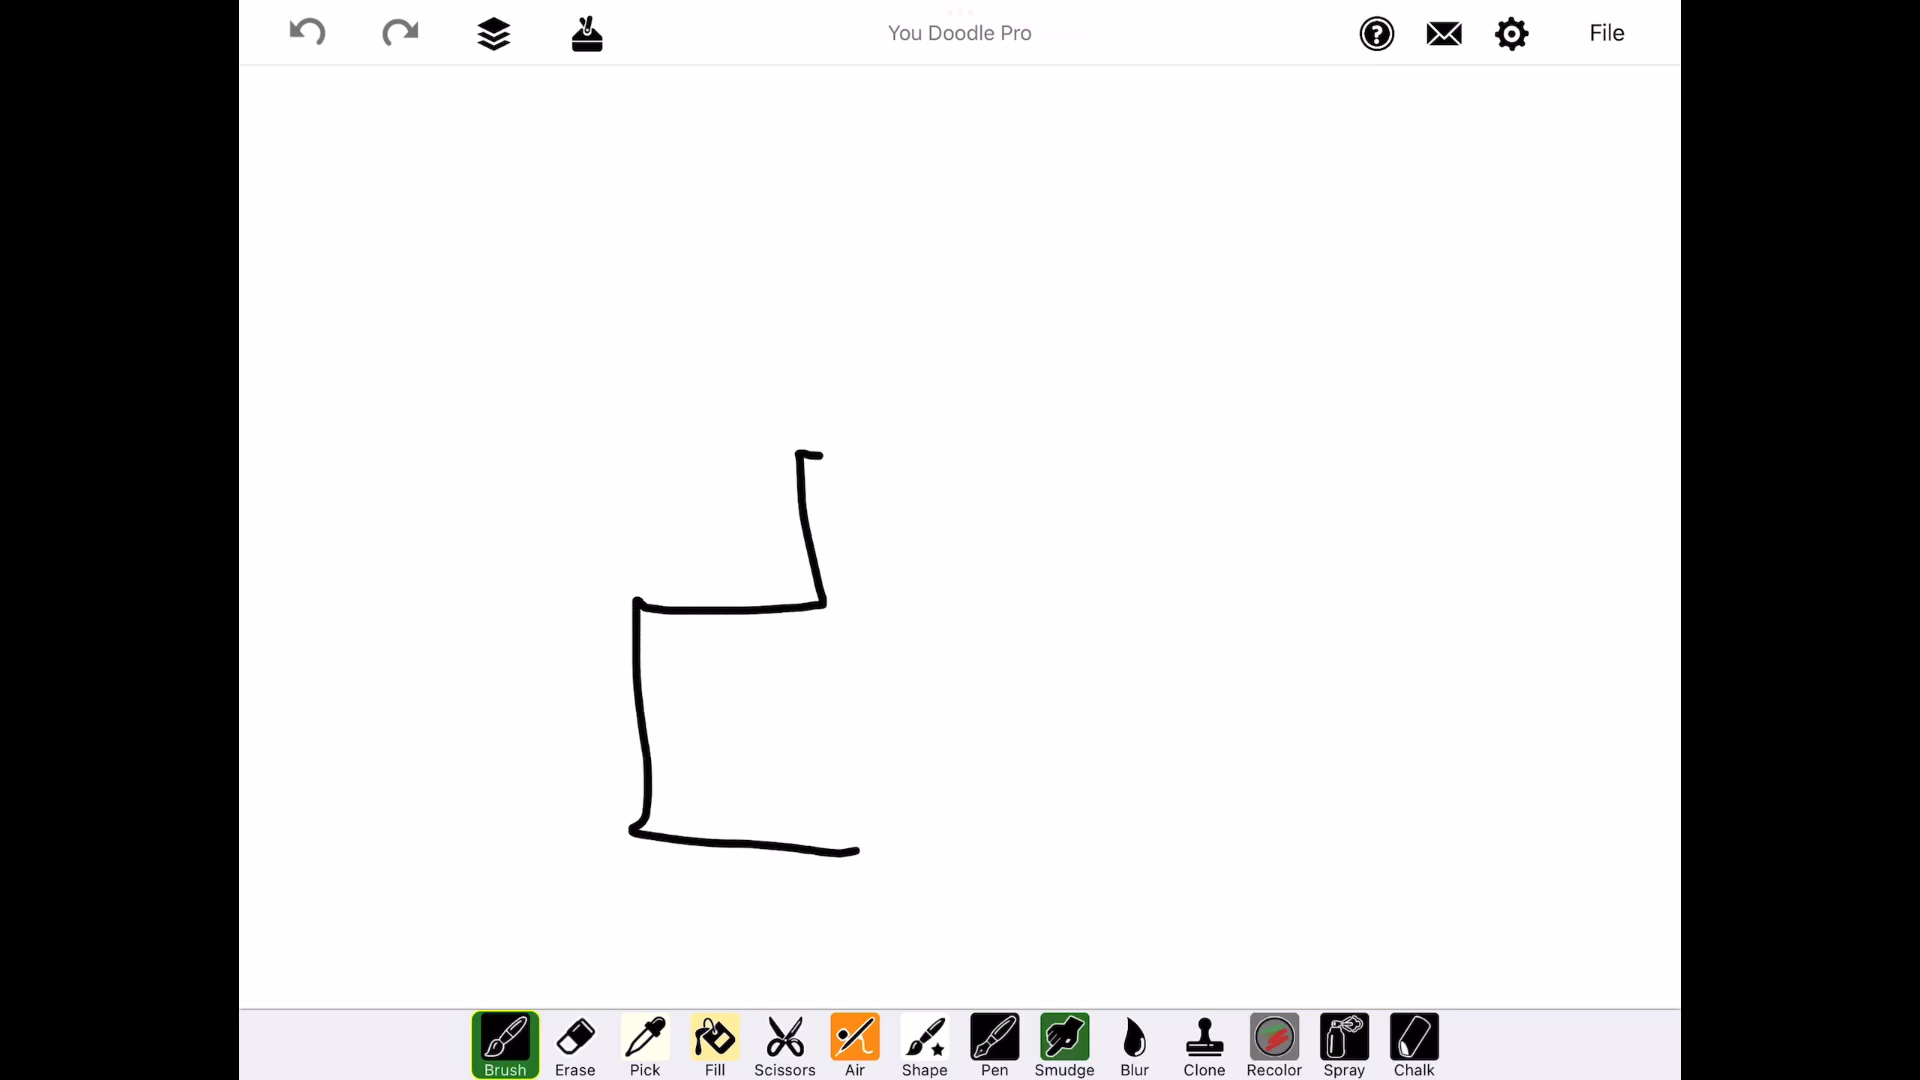 You Doodle Pro
File
Brush Erase Pick Fill Scissors Air Shape Pen Smudge Blur Clone Recolor Spray Chalk